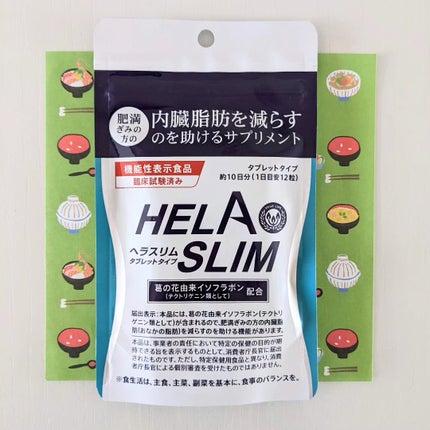 肥満
ぎみの
方の
内臓脂肪を減らす
のを助けるサプリメント
機能性表示食品
臨床試験済み
タブレットタイプ
約10日分(1日目安12粒)
HELA
SLIM
ヘラスリム
タブレットタイプ
葛の花由来イソフラボン
(テクトリゲニン類として)
配合
届出表示:本品には、葛の花由来イソフラボン(テクトリ
ゲニン類として)が含まれるので、肥満ぎみの方の内臓脂
肪(おなかの脂肪)を減らすのを助ける機能があります。
本品は、事業者の責任において特定の保健の目的が期
待できる旨を表示するものとして、消費者庁長官に届出
されたものです。ただし、特定保健用食品と異なり、消費
者庁長官による個別審査を受けたものではありません。
※食生活は、主食、主菜、副菜を基本に、食事のバランスを。